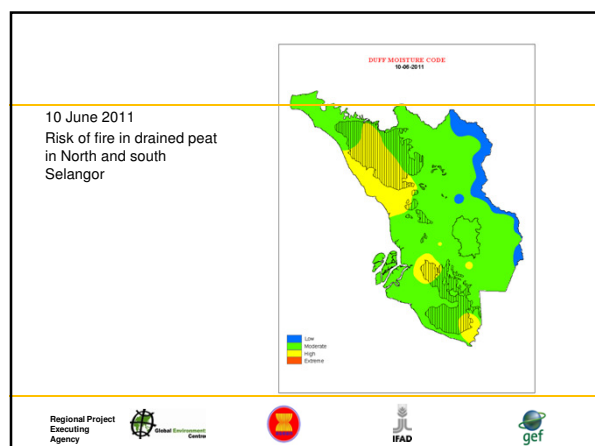 DUFF MOISTURE CODE
10-06-2011
10 June 2011
Risk of fire in drained peat
in North and south
Selangor
Low
Moderate
High
Extreme
Regional Project
Executing
Agency
Global Environment
Centre
IFAD
gef